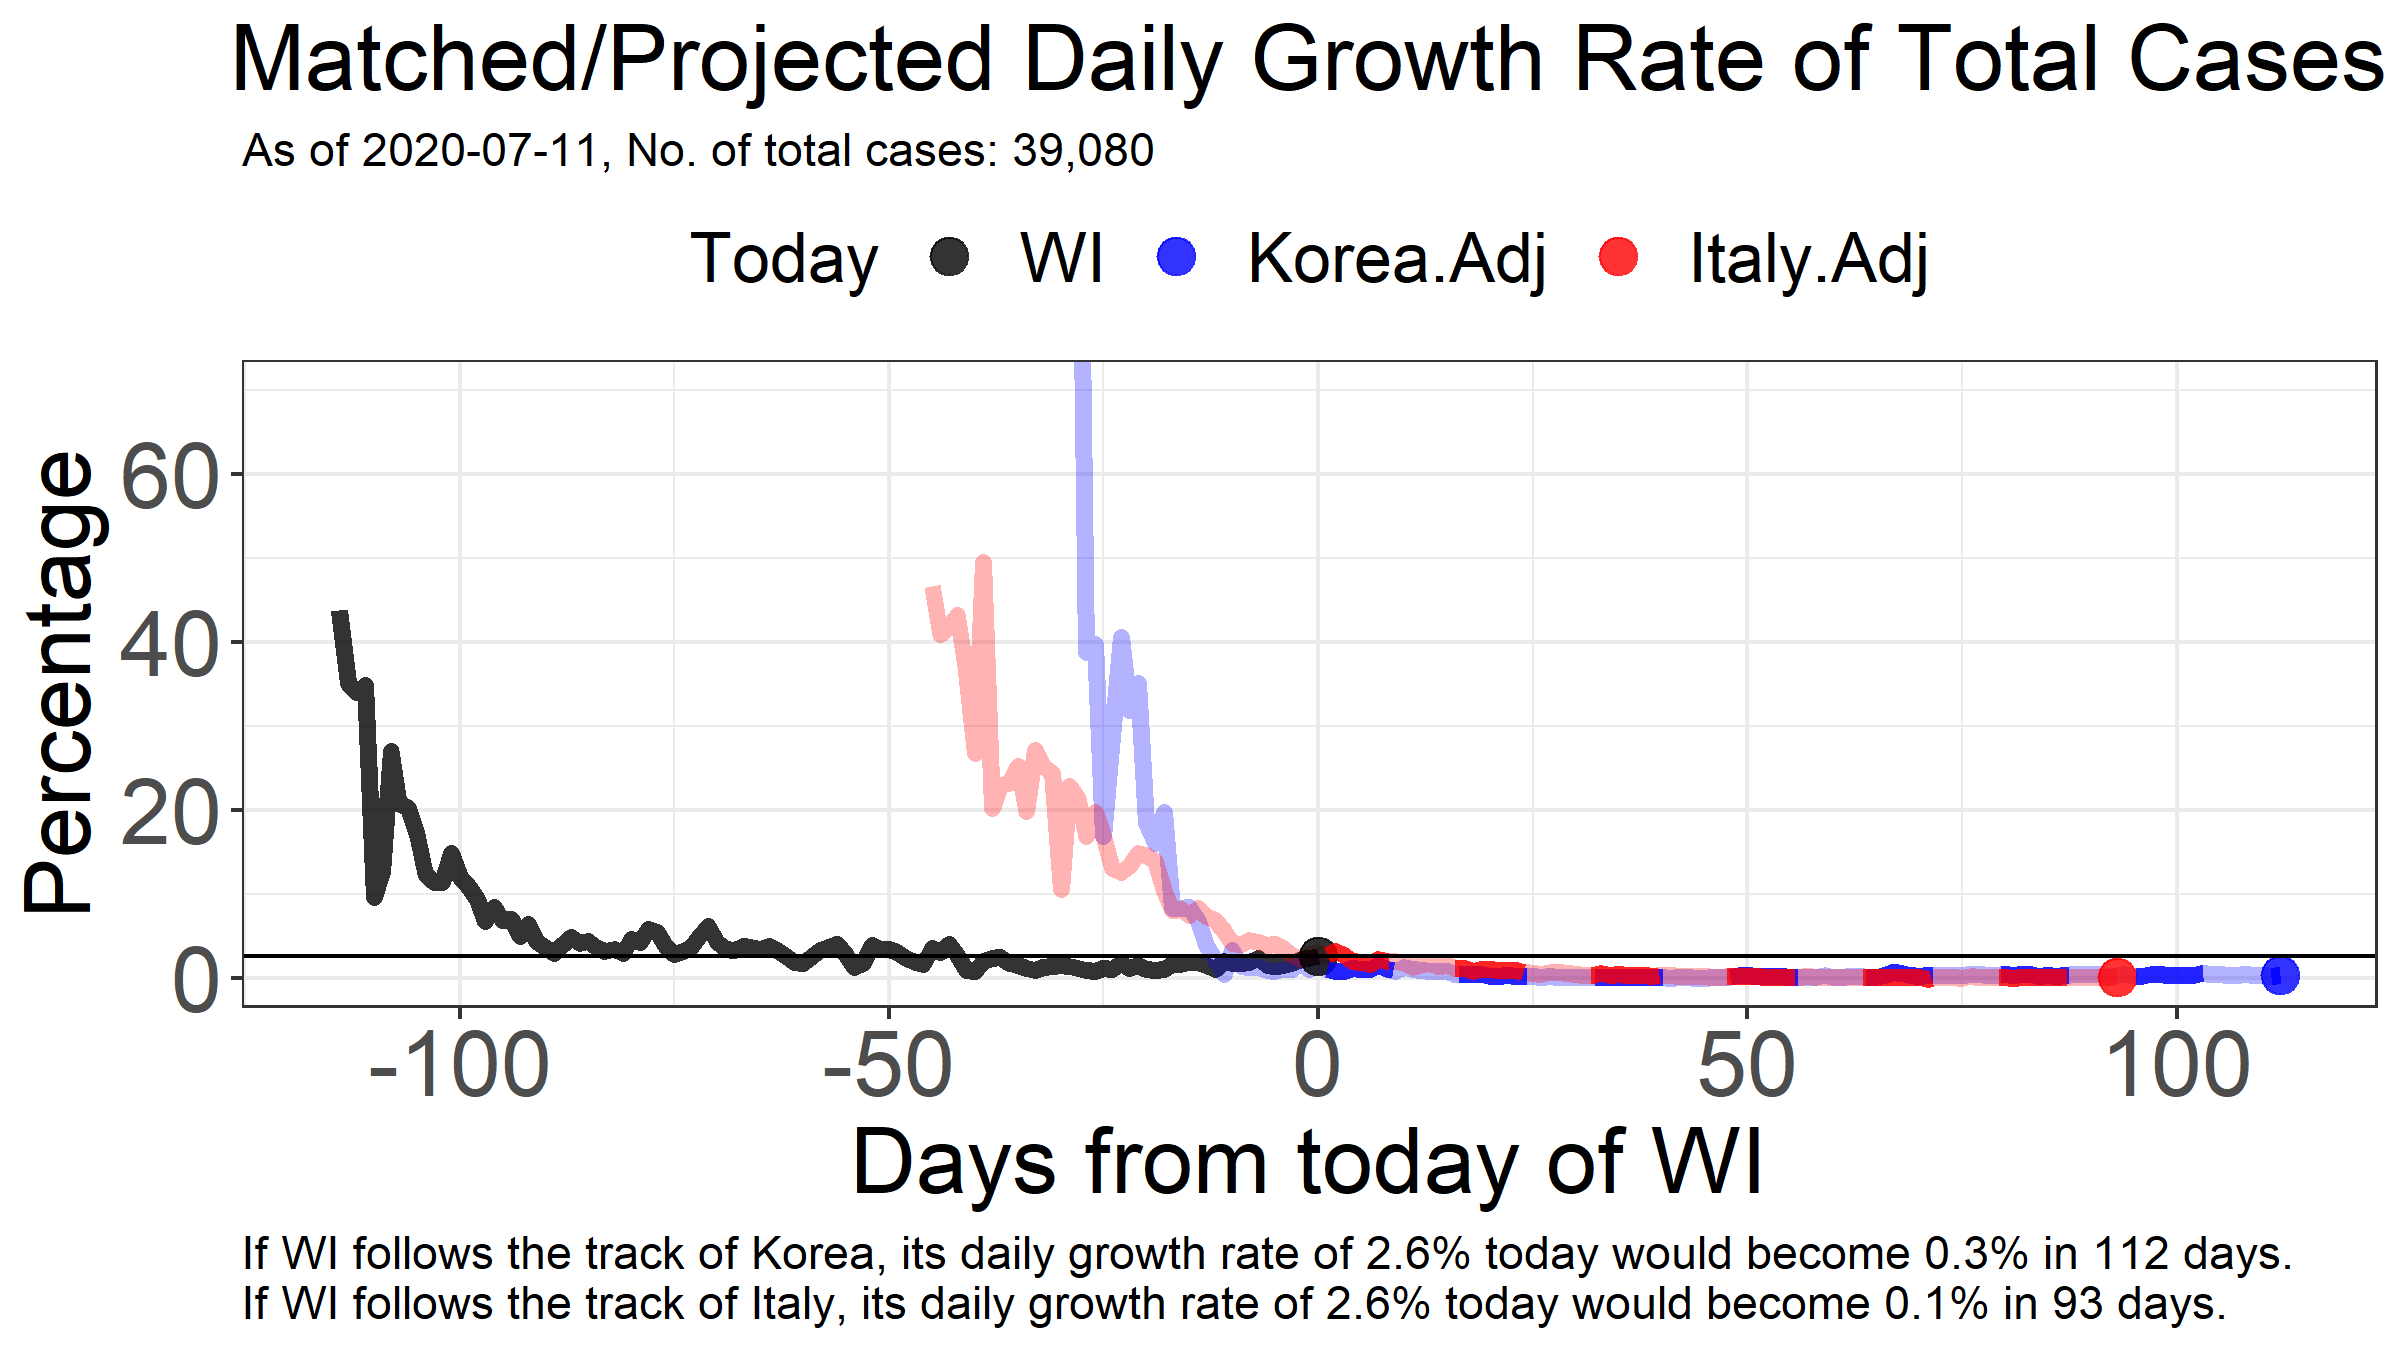 Matched/Projected Daily Growth Rate of Total Cases
As of 2020-07-11, No. of total cases: 39,080
Today WI Korea.Adj Italy.Adj
Percentage
60
40
20
0
-100 -50 0 50 100
Days from today of WI
If WI follows the track of Korea, its daily growth rate of 2.6% today would become 0.3% in 112 days.
If WI follows the track of Italy, its daily growth rate of 2.6% today would become 0.1% in 93 days.